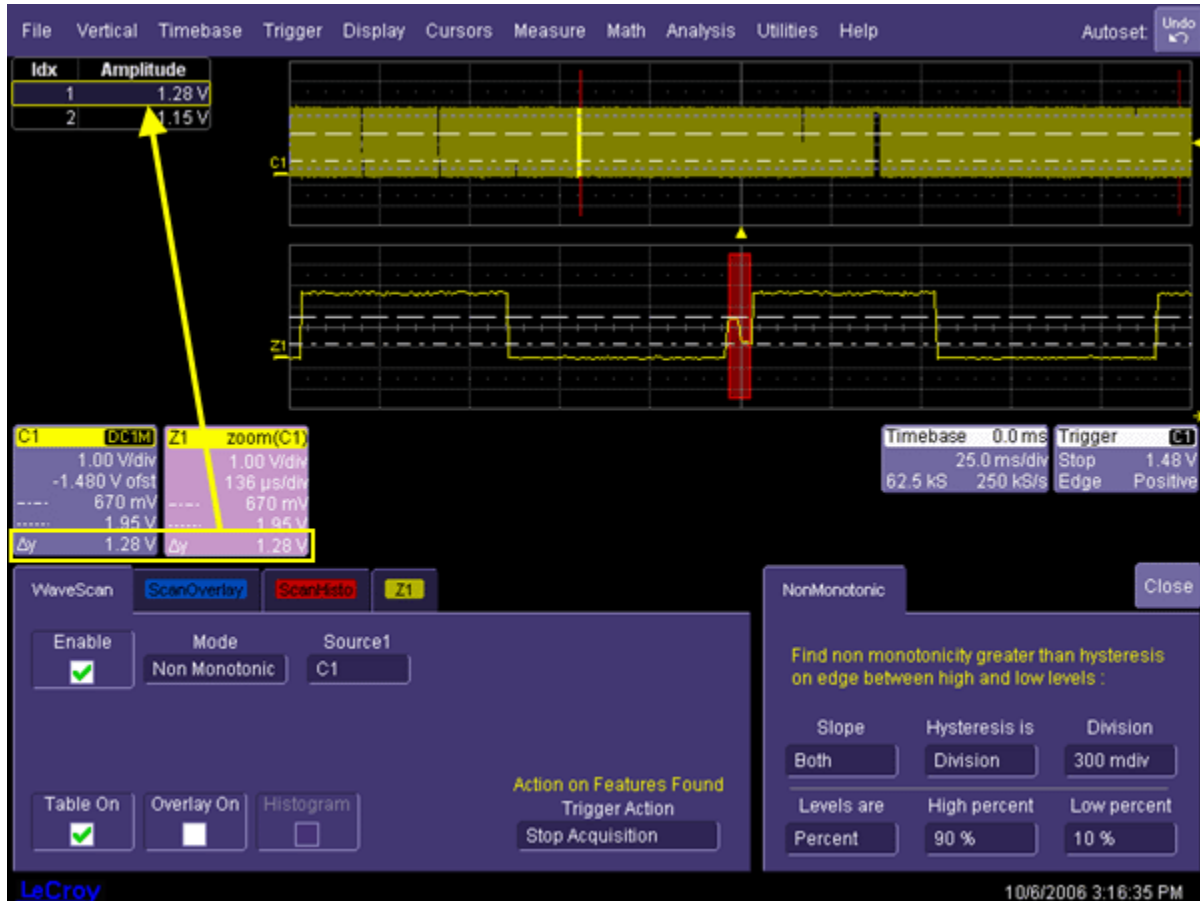 File Vertical Timebase Trigger Display Cursors Measure Math Analysis Utilities Help Autoset: Undo
Idx Amplitude
1 1.28 V
2 1.15 V
C1
Z1
C1 DC1M
1.00 V/div
-1.480 V ofst
670 mV
1.95 V
Δy 1.28 V
Z1 zoom(C1)
1.00 V/div
136 µs/div
670 mV
1.95 V
Δy 1.28 V
Timebase 0.0 ms
25.0 ms/div
62.5 kS 250 kS/s
Trigger C1
Stop 1.48 V
Edge Positive
WaveScan ScanOverlay ScanHisto Z1
Enable Mode Source1
Non Monotonic C1
Table On Overlay On Histogram
Action on Features Found
Trigger Action
Stop Acquisition
NonMonotonic Close
Find non monotonicity greater than hysteresis
on edge between high and low levels :
Slope Hysteresis is Division
Both Division 300 mdiv
Levels are High percent Low percent
Percent 90 % 10 %
LeCroy 10/6/2006 3:16:35 PM